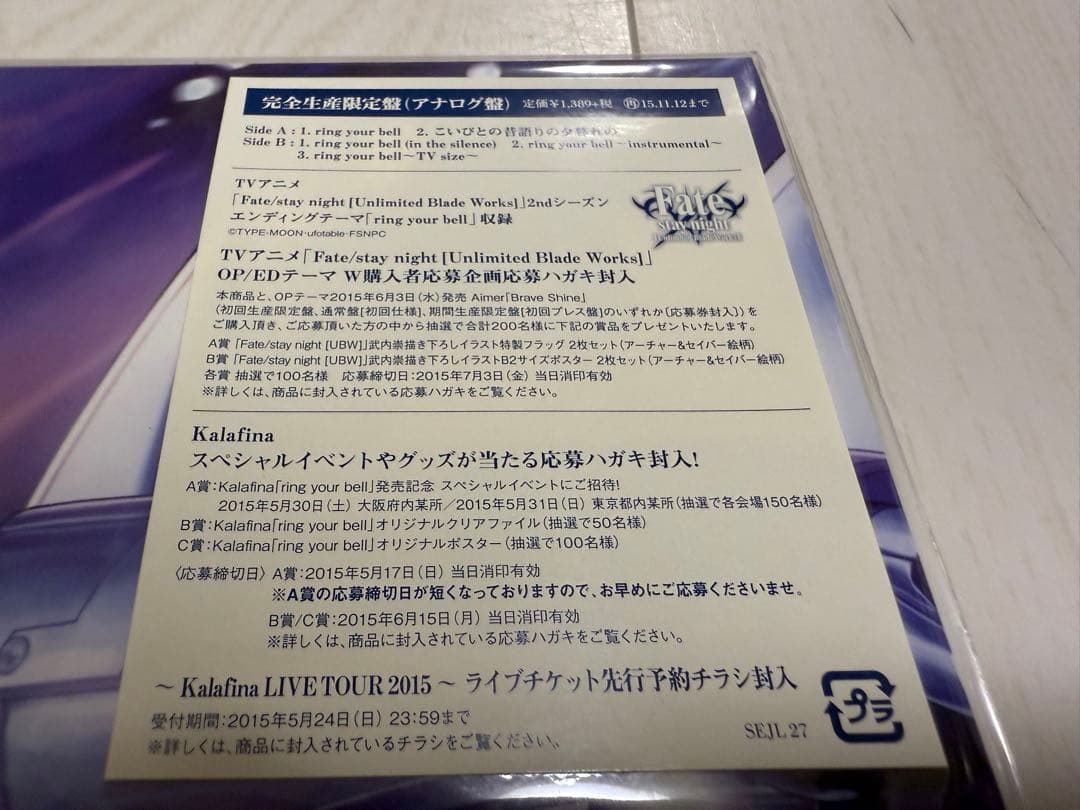 完全生産限定盤(アナログ盤) 定価¥1,389+税 再15.11.12まで
Side A : 1. ring your bell 2. こいびとの昔語りの夕暮れの
Side B : 1. ring your bell (in the silence) 2. ring your bell ~instrumental~
3. ring your bell~TV size~
TVアニメ
「Fate/stay night [Unlimited Blade Works]」2ndシーズン
エンディングテーマ「ring your bell」収録
©TYPE-MOON・ufotable・FSNPC
Fate
stay night
[Unlimited Blade Works]
TVアニメ「Fate/stay night [Unlimited Blade Works]」
OP/EDテーマ W購入者応募企画応募ハガキ封入
本商品と、OPテーマ2015年6月3日(水)発売 Aimer「Brave Shine」
(初回生産限定盤、通常盤[初回仕様]、期間生産限定盤[初回プレス盤]のいずれか〔応募券封入〕)を
ご購入頂き、ご応募頂いた方の中から抽選で合計200名様に下記の賞品をプレゼントいたします。
A賞 「Fate/stay night [UBW]」武内崇描き下ろしイラスト特製フラッグ 2枚セット(アーチャー&セイバー絵柄)
B賞 「Fate/stay night [UBW]」武内崇描き下ろしイラストB2サイズポスター 2枚セット(アーチャー&セイバー絵柄)
各賞 抽選で100名様 応募締切日:2015年7月3日(金) 当日消印有効
※詳しくは、商品に封入されている応募ハガキをご覧ください。
Kalafina
スペシャルイベントやグッズが当たる応募ハガキ封入!
A賞:Kalafina「ring your bell」発売記念 スペシャルイベントにご招待!
2015年5月30日(土) 大阪府内某所/2015年5月31日(日) 東京都内某所(抽選で各会場150名様)
B賞:Kalafina「ring your bell」オリジナルクリアファイル(抽選で50名様)
C賞:Kalafina「ring your bell」オリジナルポスター(抽選で100名様)
〈応募締切日〉 A賞:2015年5月17日(日) 当日消印有効
※A賞の応募締切日が短くなっておりますので、お早めにご応募くださいませ。
B賞/C賞:2015年6月15日(月) 当日消印有効
※詳しくは、商品に封入されている応募ハガキをご覧ください。
~ Kalafina LIVE TOUR 2015 ~ ライブチケット先行予約チラシ封入
受付期間:2015年5月24日(日) 23:59まで
※詳しくは、商品に封入されているチラシをご覧ください。
プラ
SEJL 27